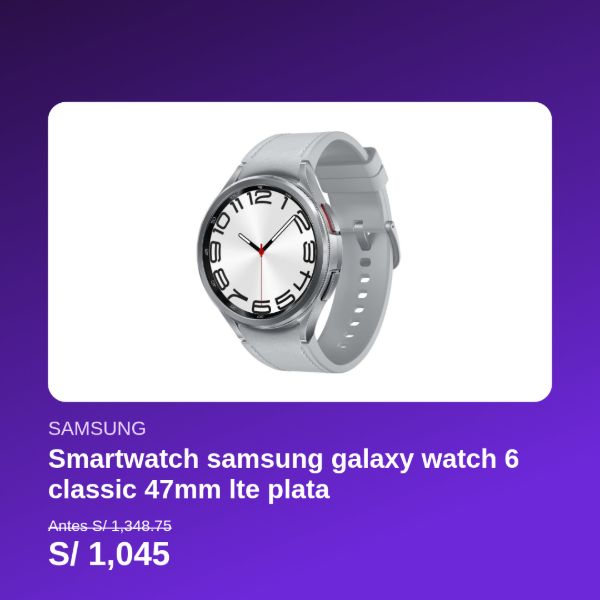 SAMSUNG
Smartwatch samsung galaxy watch 6
classic 47mm lte plata
Antes S/ 1,348.75
S/ 1,045